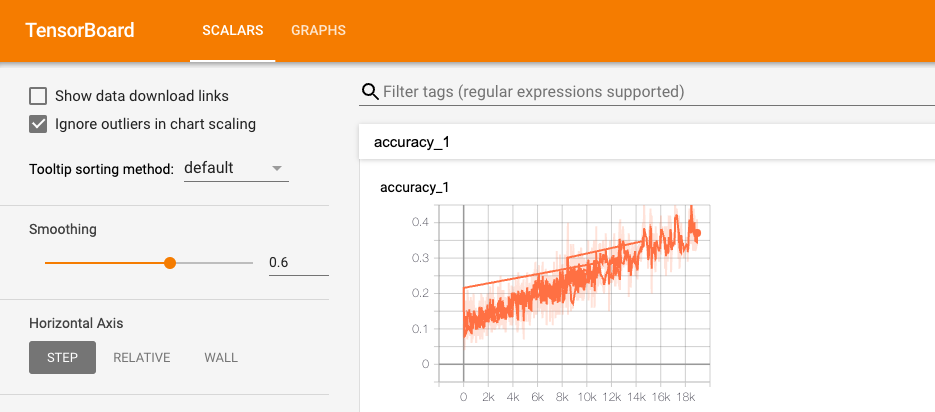 TensorBoard
SCALARS
GRAPHS
Show data download links
Ignore outliers in chart scaling
Tooltip sorting method: default
Smoothing
0.6
Horizontal Axis
STEP RELATIVE WALL
Filter tags (regular expressions supported)
accuracy_1
accuracy_1
0.4
0.3
0.2
0.1
0
0 2k 4k 6k 8k 10k 12k 14k 16k 18k